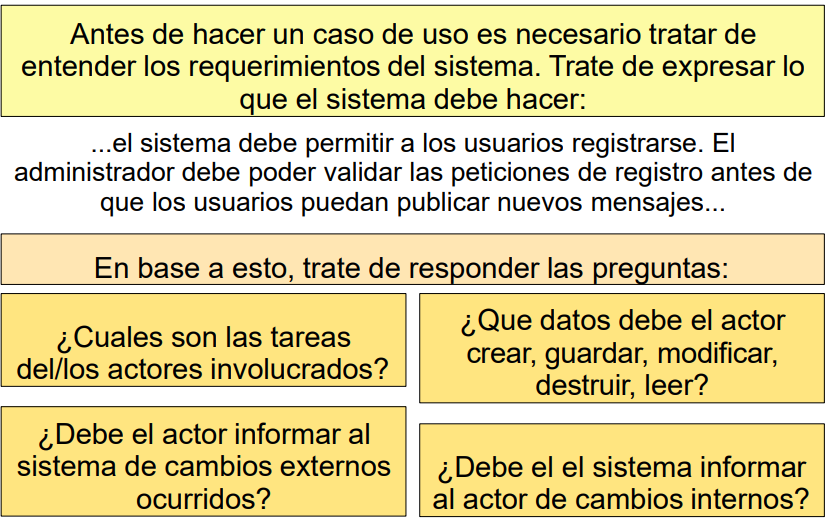 Antes de hacer un caso de uso es necesario tratar de
entender los requerimientos del sistema. Trate de expresar lo
que el sistema debe hacer:
...el sistema debe permitir a los usuarios registrarse. El
administrador debe poder validar las peticiones de registro antes de
que los usuarios puedan publicar nuevos mensajes...
En base a esto, trate de responder las preguntas:
¿Cuales son las tareas
del/los actores involucrados?
¿Que datos debe el actor
crear, guardar, modificar,
destruir, leer?
¿Debe el actor informar al
sistema de cambios externos
ocurridos?
¿Debe el el sistema informar
al actor de cambios internos?